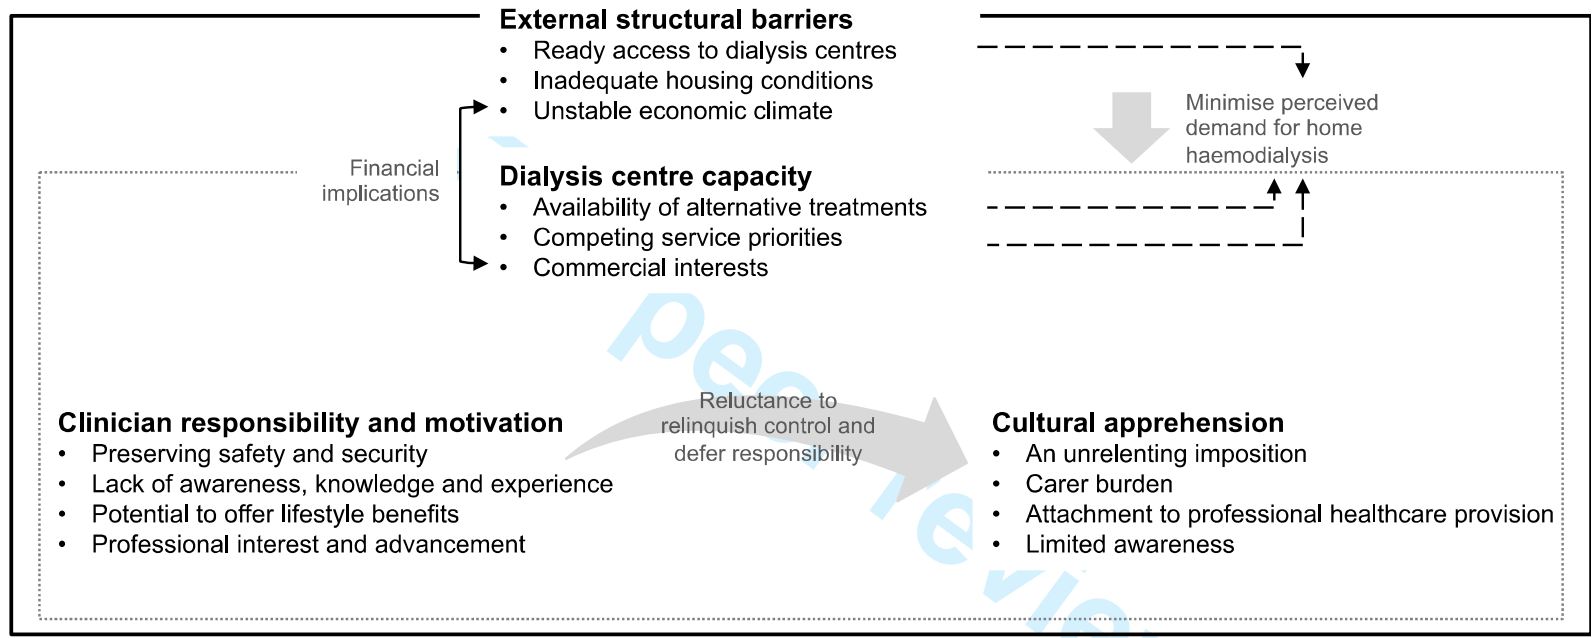 External structural barriers
• Ready access to dialysis centres
• Inadequate housing conditions
• Unstable economic climate
Minimise perceived
demand for home
haemodialysis
Financial
implications
Dialysis centre capacity
• Availability of alternative treatments
• Competing service priorities
• Commercial interests
Clinician responsibility and motivation
• Preserving safety and security
• Lack of awareness, knowledge and experience
• Potential to offer lifestyle benefits
• Professional interest and advancement
Reluctance to
relinquish control and
defer responsibility
Cultural apprehension
• An unrelenting imposition
• Carer burden
• Attachment to professional healthcare provision
• Limited awareness